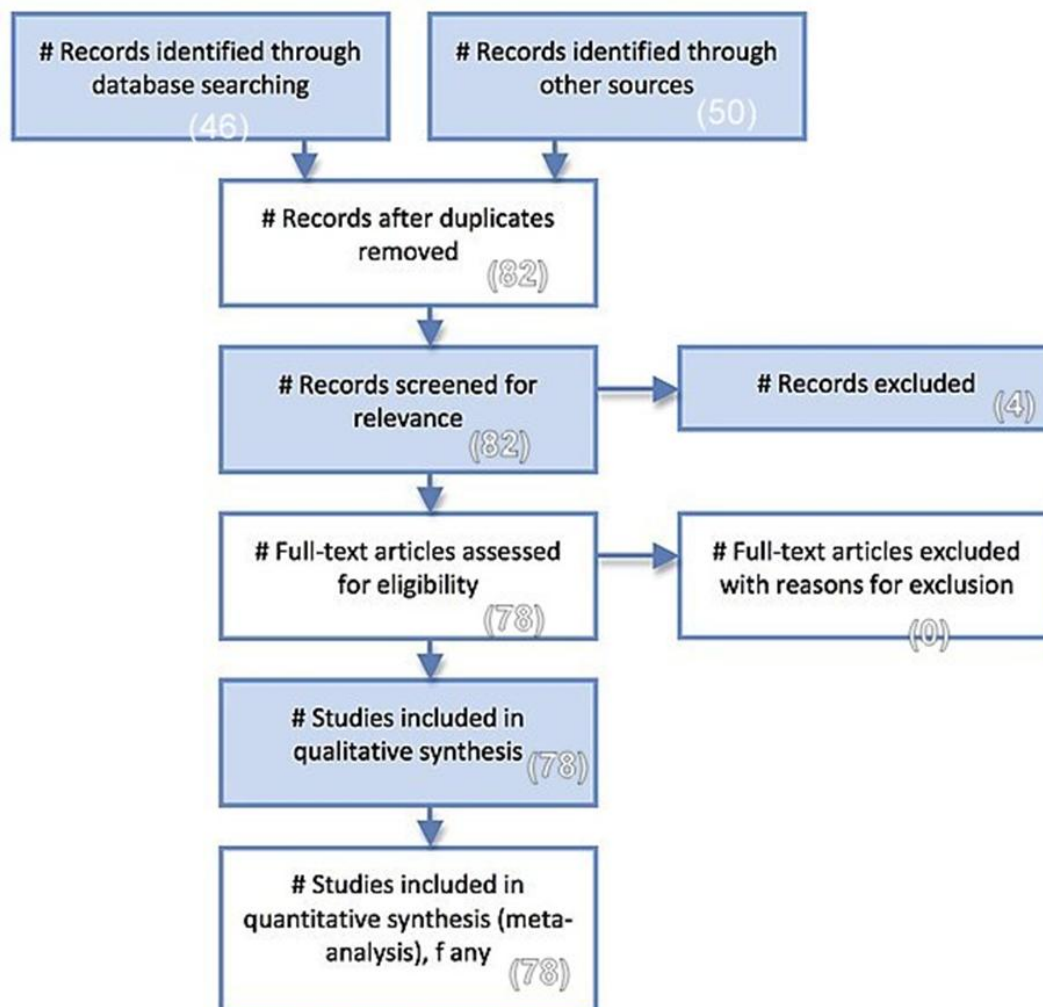 # Records identified through
database searching
(46)
# Records identified through
other sources
(50)
# Records after duplicates
removed
(82)
# Records screened for
relevance
(82)
# Records excluded
(4)
# Full-text articles assessed
for eligibility
(78)
# Full-text articles excluded
with reasons for exclusion
(0)
# Studies included in
qualitative synthesis
(78)
# Studies included in
quantitative synthesis (meta-
analysis), f any
(78)